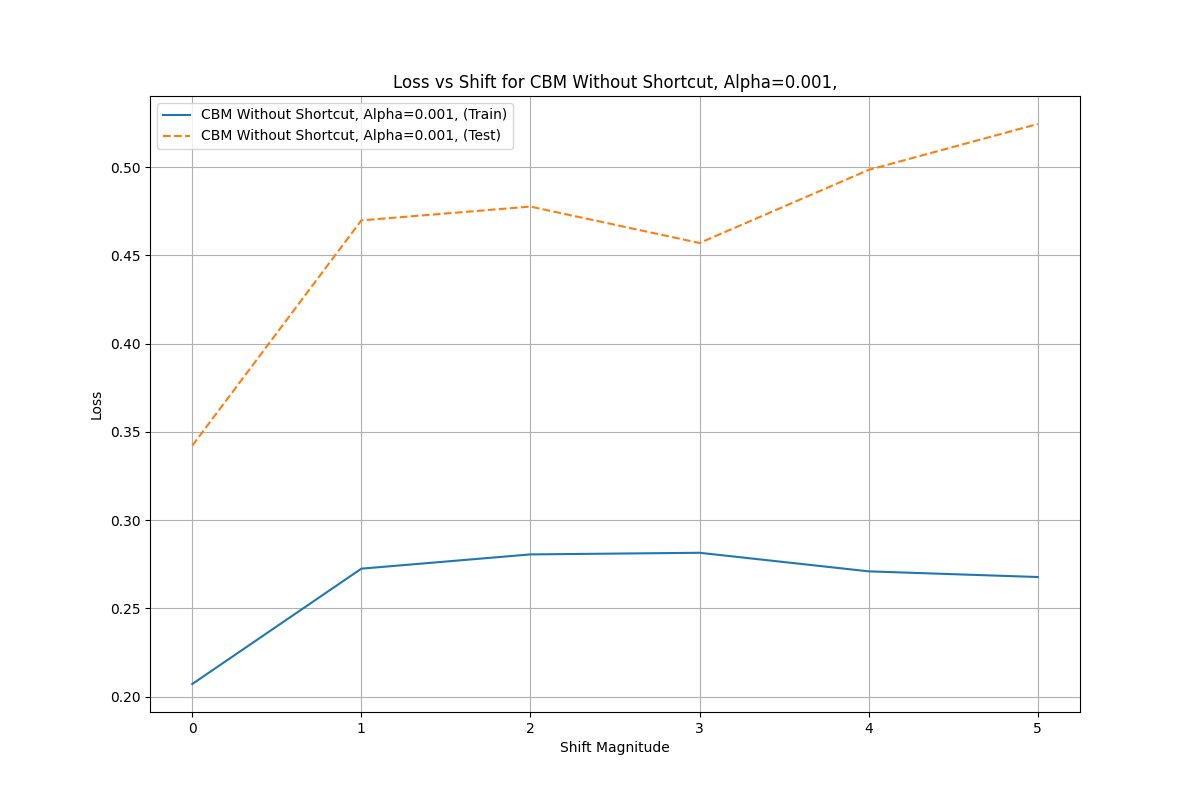 Loss vs Shift for CBM Without Shortcut, Alpha=0.001,
CBM Without Shortcut, Alpha=0.001, (Train)
CBM Without Shortcut, Alpha=0.001, (Test)
0.50
0.45
0.40
0.35
0.30
0.25
0.20
Loss
0 1 2 3 4 5
Shift Magnitude